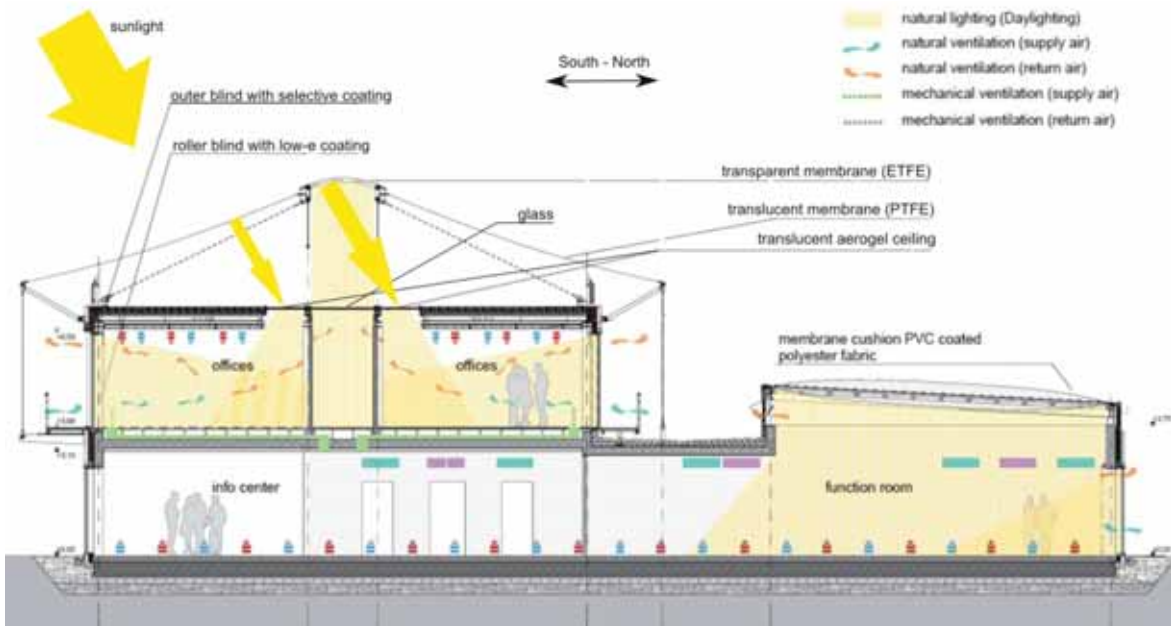 sunlight
outer blind with selective coating
roller blind with low-e coating
South - North
natural lighting (Daylighting)
natural ventilation (supply air)
natural ventilation (return air)
mechanical ventilation (supply air)
mechanical ventilation (return air)
transparent membrane (ETFE)
translucent membrane (PTFE)
glass
translucent aerogel ceiling
membrane cushion PVC coated
polyester fabric
offices
offices
info center
function room